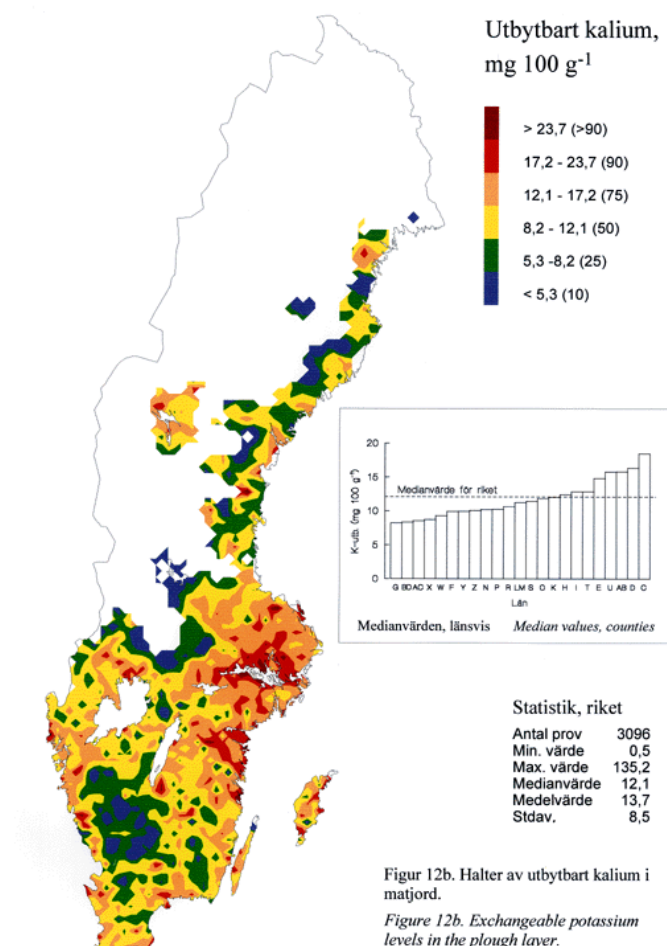 Utbytbart kalium,
mg 100 g-1
> 23,7 (>90)
17,2 - 23,7 (90)
12,1 - 17,2 (75)
8,2 - 12,1 (50)
5,3 -8,2 (25)
< 5,3 (10)
20
15
10
5
0
K-utb. (mg 100 g-1)
Medianvärde för riket
G BD AC X W F Y Z N P R LM S O K H I T E U AB D C
Län
Medianvärden, länsvis Median values, counties
Statistik, riket
Antal prov 3096
Min. värde 0,5
Max. värde 135,2
Medianvärde 12,1
Medelvärde 13,7
Stdav. 8,5
Figur 12b. Halter av utbytbart kalium i
matjord.
Figure 12b. Exchangeable potassium
levels in the plough layer.